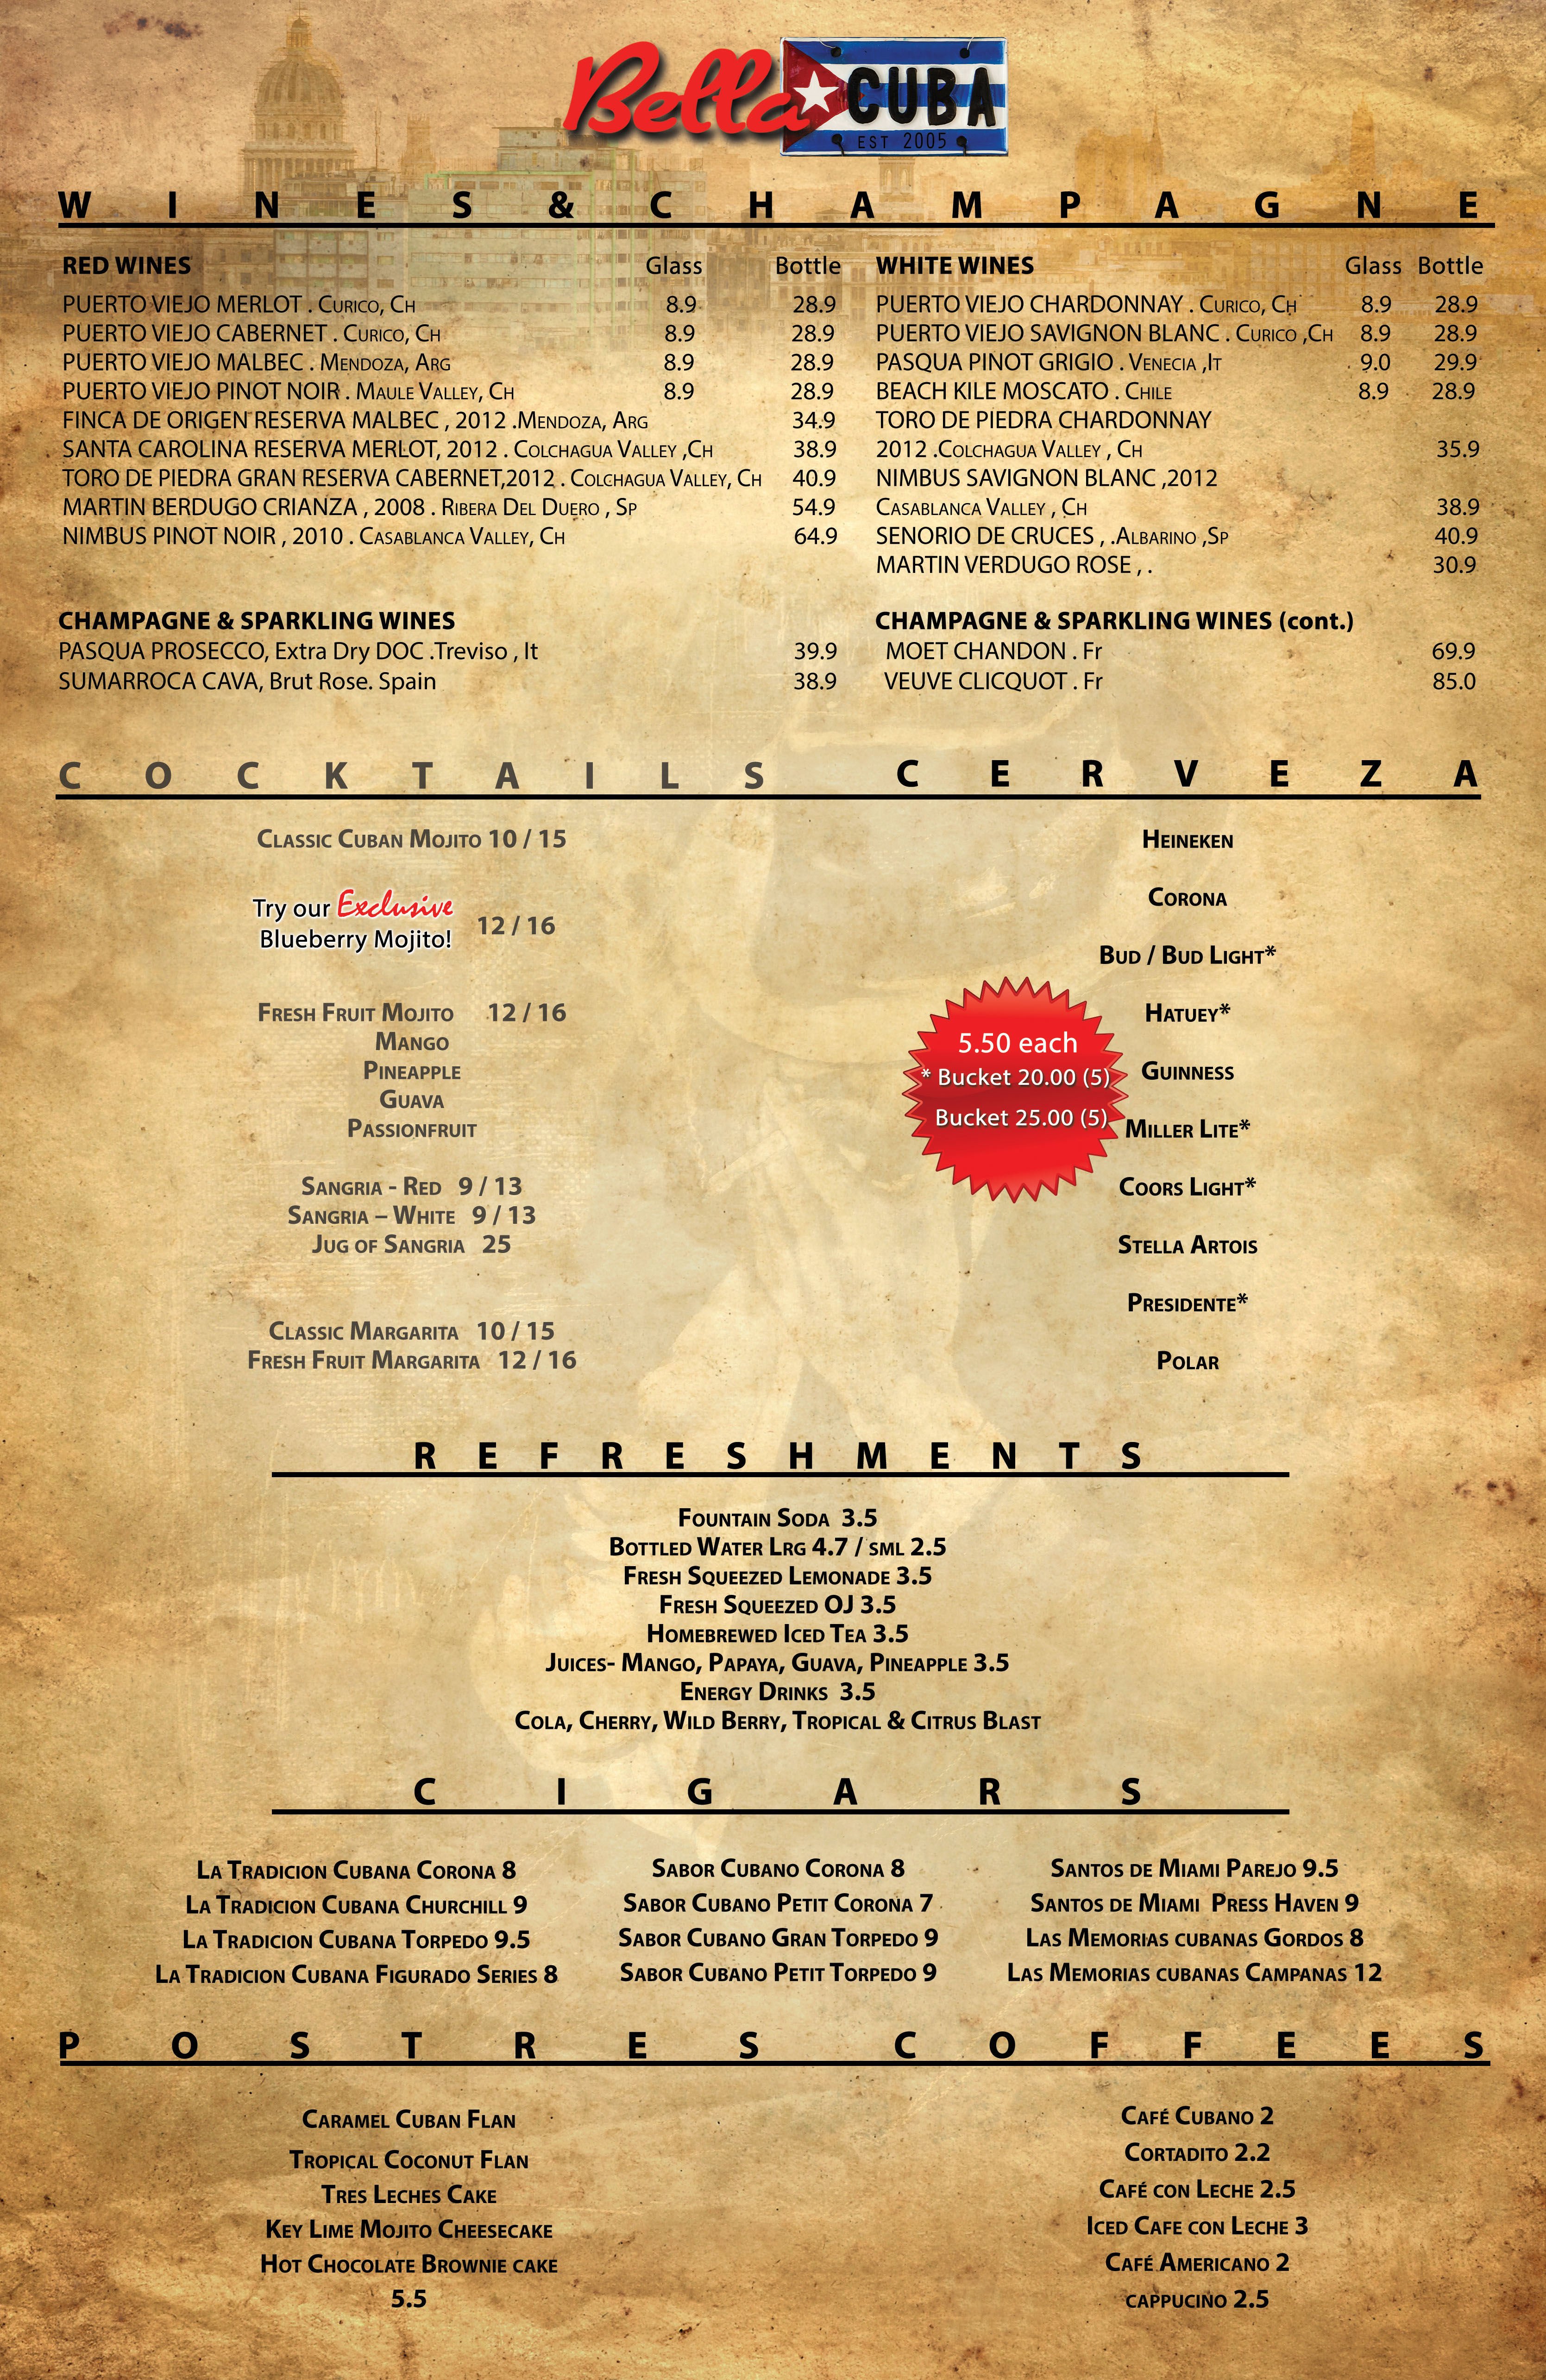 Bella CUBA
EST 2005
WINES & CHAMPAGNE
RED WINES Glass Bottle
PUERTO VIEJO MERLOT . Curico, Ch 8.9 28.9
PUERTO VIEJO CABERNET . Curico, Ch 8.9 28.9
PUERTO VIEJO MALBEC . Mendoza, Arg 8.9 28.9
PUERTO VIEJO PINOT NOIR . Maule Valley, Ch 8.9 28.9
FINCA DE ORIGEN RESERVA MALBEC , 2012 .Mendoza, Arg 34.9
SANTA CAROLINA RESERVA MERLOT, 2012 . Colchagua Valley ,Ch 38.9
TORO DE PIEDRA GRAN RESERVA CABERNET,2012 . Colchagua Valley, Ch 40.9
MARTIN BERDUGO CRIANZA , 2008 . Ribera Del Duero , Sp 54.9
NIMBUS PINOT NOIR , 2010 . Casablanca Valley, Ch 64.9
WHITE WINES Glass Bottle
PUERTO VIEJO CHARDONNAY . Curico, Ch 8.9 28.9
PUERTO VIEJO SAVIGNON BLANC . Curico ,Ch 8.9 28.9
PASQUA PINOT GRIGIO . Venecia ,It 9.0 29.9
BEACH KILE MOSCATO . Chile 8.9 28.9
TORO DE PIEDRA CHARDONNAY
2012 .Colchagua Valley , Ch 35.9
NIMBUS SAVIGNON BLANC ,2012
Casablanca Valley , Ch 38.9
SENORIO DE CRUCES , .Albarino ,Sp 40.9
MARTIN VERDUGO ROSE , . 30.9
CHAMPAGNE & SPARKLING WINES
PASQUA PROSECCO, Extra Dry DOC .Treviso , It 39.9
SUMARROCA CAVA, Brut Rose. Spain 38.9
CHAMPAGNE & SPARKLING WINES (cont.)
MOET CHANDON . Fr 69.9
VEUVE CLICQUOT . Fr 85.0
COCKTAILS
Classic Cuban Mojito 10 / 15
Try our Exclusive
Blueberry Mojito! 12 / 16
Fresh Fruit Mojito 12 / 16
Mango
Pineapple
Guava
Passionfruit
Sangria - Red 9 / 13
Sangria – White 9 / 13
Jug of Sangria 25
Classic Margarita 10 / 15
Fresh Fruit Margarita 12 / 16
CERVEZA
Heineken
Corona
Bud / Bud Light*
Hatuey*
Guinness
Miller Lite*
Coors Light*
Stella Artois
Presidente*
Polar
5.50 each
* Bucket 20.00 (5)
Bucket 25.00 (5)
REFRESHMENTS
Fountain Soda 3.5
Bottled Water Lrg 4.7 / sml 2.5
Fresh Squeezed Lemonade 3.5
Fresh Squeezed OJ 3.5
Homebrewed Iced Tea 3.5
Juices- Mango, Papaya, Guava, Pineapple 3.5
Energy Drinks 3.5
Cola, Cherry, Wild Berry, Tropical & Citrus Blast
CIGARS
La Tradicion Cubana Corona 8
La Tradicion Cubana Churchill 9
La Tradicion Cubana Torpedo 9.5
La Tradicion Cubana Figurado Series 8
Sabor Cubano Corona 8
Sabor Cubano Petit Corona 7
Sabor Cubano Gran Torpedo 9
Sabor Cubano Petit Torpedo 9
Santos de Miami Parejo 9.5
Santos de Miami Press Haven 9
Las Memorias cubanas Gordos 8
Las Memorias cubanas Campanas 12
POSTRES
Caramel Cuban Flan
Tropical Coconut Flan
Tres Leches Cake
Key Lime Mojito Cheesecake
Hot Chocolate Brownie cake
5.5
COFFEES
Café Cubano 2
Cortadito 2.2
Café con Leche 2.5
Iced Cafe con Leche 3
Café Americano 2
cappucino 2.5